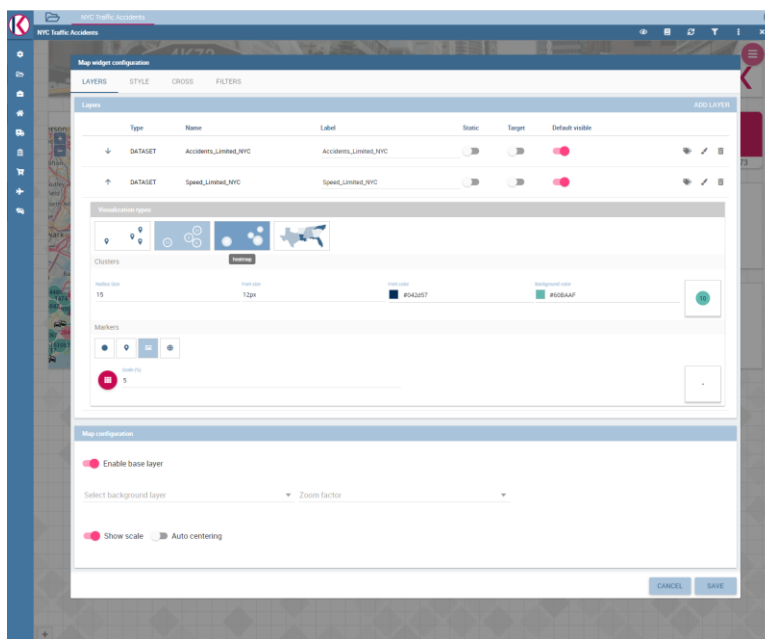 NYC Traffic Accidents
NYC Traffic Accidents
Map widget configuration
LAYERS STYLE CROSS FILTERS
Layers ADD LAYER
Type Name Label Static Target Default visible
DATASET Accidents_Limited_NYC Accidents_Limited_NYC
DATASET Speed_Limited_NYC Speed_Limited_NYC
Visualization types
heatmap
Clusters
Radius Size Font size Font color Background color
15 12px #042d57 #60BAAF 10
Markers
Scale (%)
5
Map configuration
Enable base layer
Select background layer Zoom factor
Show scale Auto centering
CANCEL SAVE